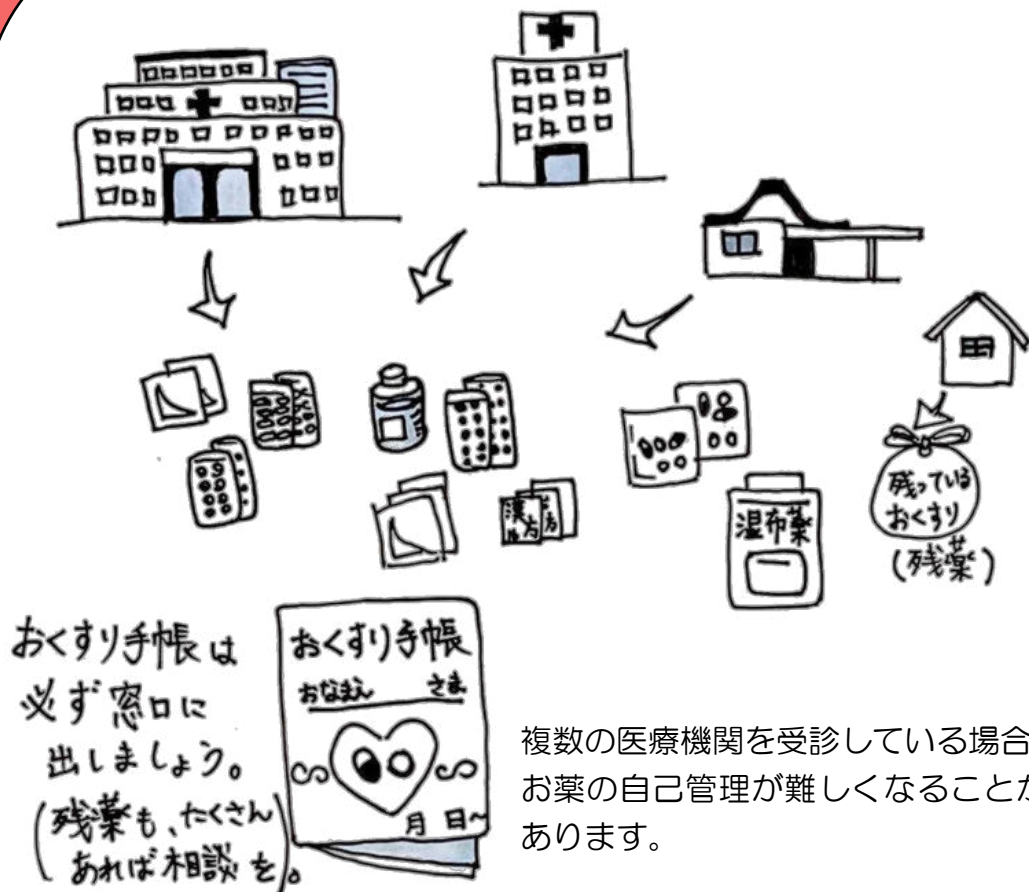 漢方
湿布薬
残っている
おくすり
(残薬)
おくすり手帳は
必ず窓口に
出しましょう。
(残薬も、たくさん
あれば相談を)。
おくすり手帳
おなまえ さま
月 日~
複数の医療機関を受診している場合
お薬の自己管理が難しくなることが
あります。